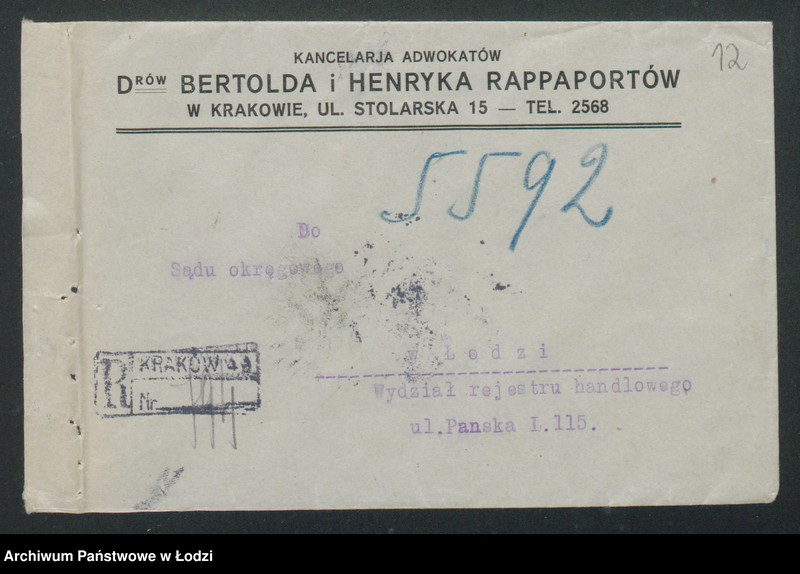 12
KANCELARJA ADWOKATÓW
DRÓW BERTOLDA i HENRYKA RAPPAPORTÓW
W KRAKOWIE, UL. STOLARSKA 15 — TEL. 2568
5592
Do
Sądu okręgowego
w Łodzi
Wydział rejestru handlowego
ul.Panska L.115.
R
KRAKÓW
Nr
Archiwum Państwowe w Łodzi